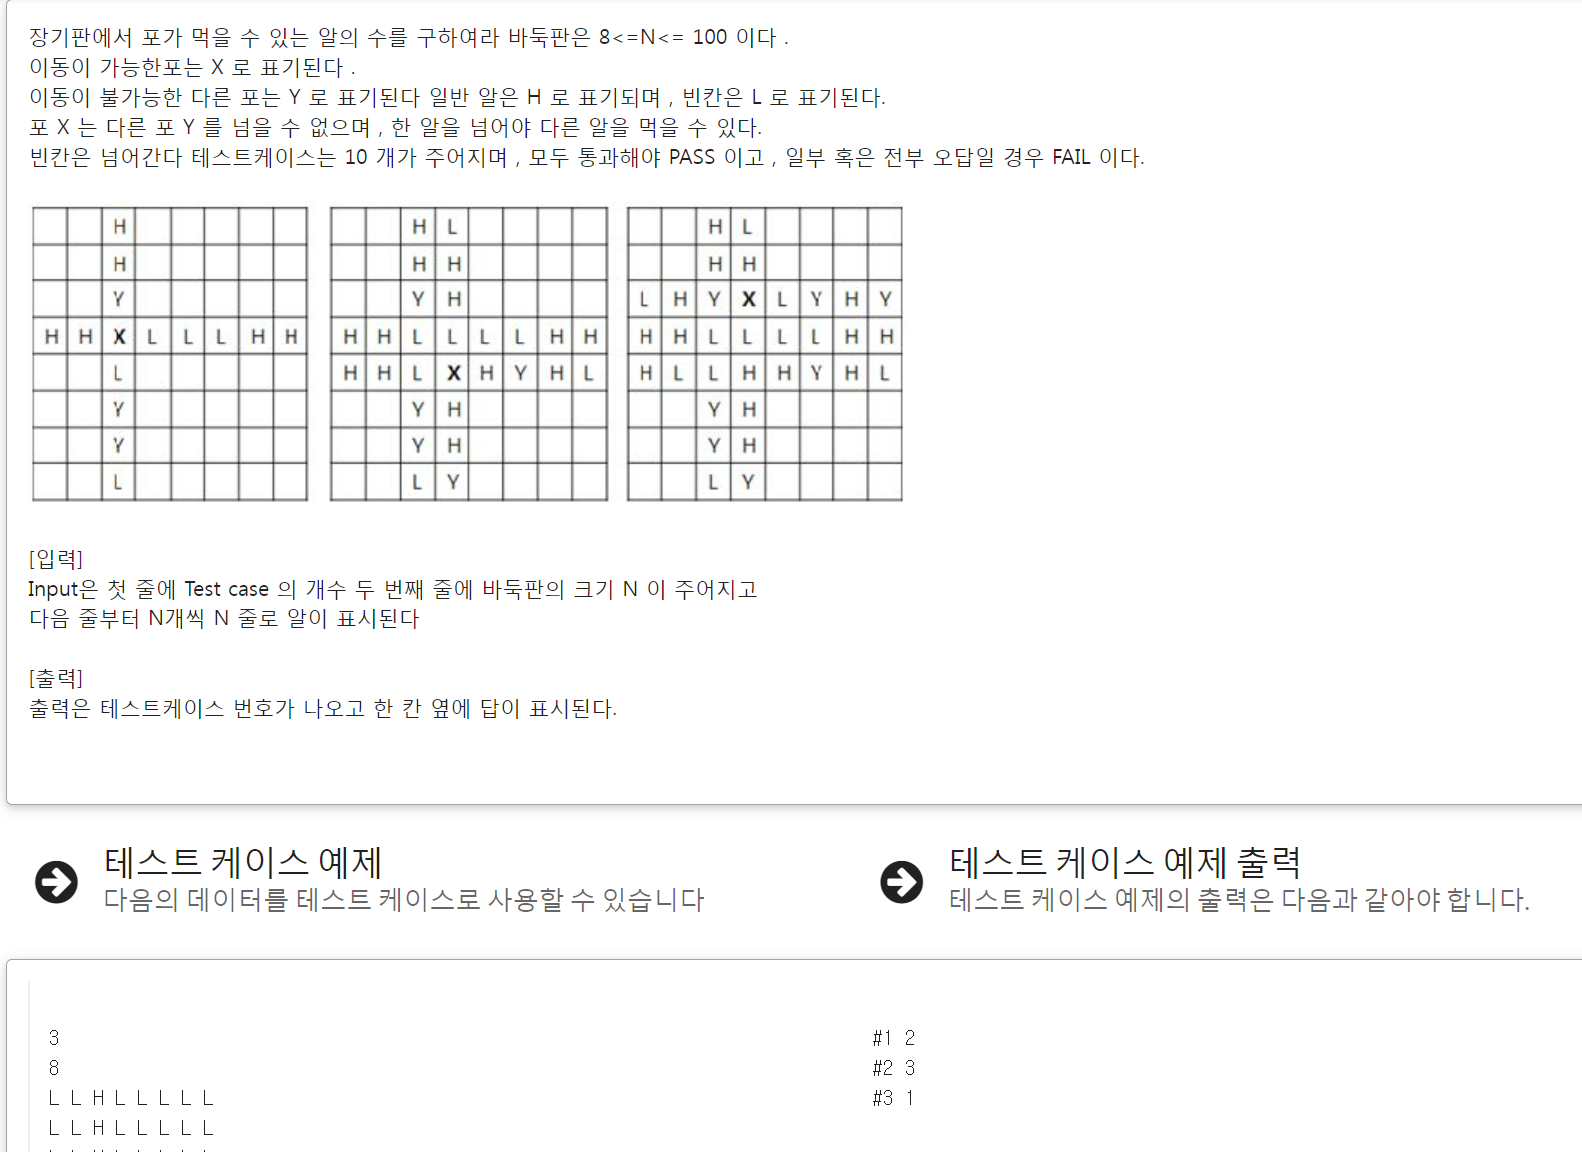 장기판에서 포가 먹을 수 있는 알의 수를 구하여라 바둑판은 8<=N<= 100 이다 .
이동이 가능한포는 X 로 표기된다 .
이동이 불가능한 다른 포는 Y 로 표기된다 일반 알은 H 로 표기되며 , 빈칸은 L 로 표기된다.
포 X 는 다른 포 Y 를 넘을 수 없으며 , 한 알을 넘어야 다른 알을 먹을 수 있다.
빈칸은 넘어간다 테스트케이스는 10 개가 주어지며 , 모두 통과해야 PASS 이고 , 일부 혹은 전부 오답일 경우 FAIL 이다.
H
H
Y
H H X L L L H H
L
Y
Y
L
H L
H H
Y H
H H L L L L H H
H H L X H Y H L
Y H
Y H
L Y
H L
H H
L H Y X L Y H Y
H H L L L L H H
H L L H H Y H L
Y H
Y H
L Y
[입력]
Input은 첫 줄에 Test case 의 개수 두 번째 줄에 바둑판의 크기 N 이 주어지고
다음 줄부터 N개씩 N 줄로 알이 표시된다
[출력]
출력은 테스트케이스 번호가 나오고 한 칸 옆에 답이 표시된다.
테스트 케이스 예제
다음의 데이터를 테스트 케이스로 사용할 수 있습니다
테스트 케이스 예제 출력
테스트 케이스 예제의 출력은 다음과 같아야 합니다.
3
8
L L H L L L L L
L L H L L L L L
#1 2
#2 3
#3 1